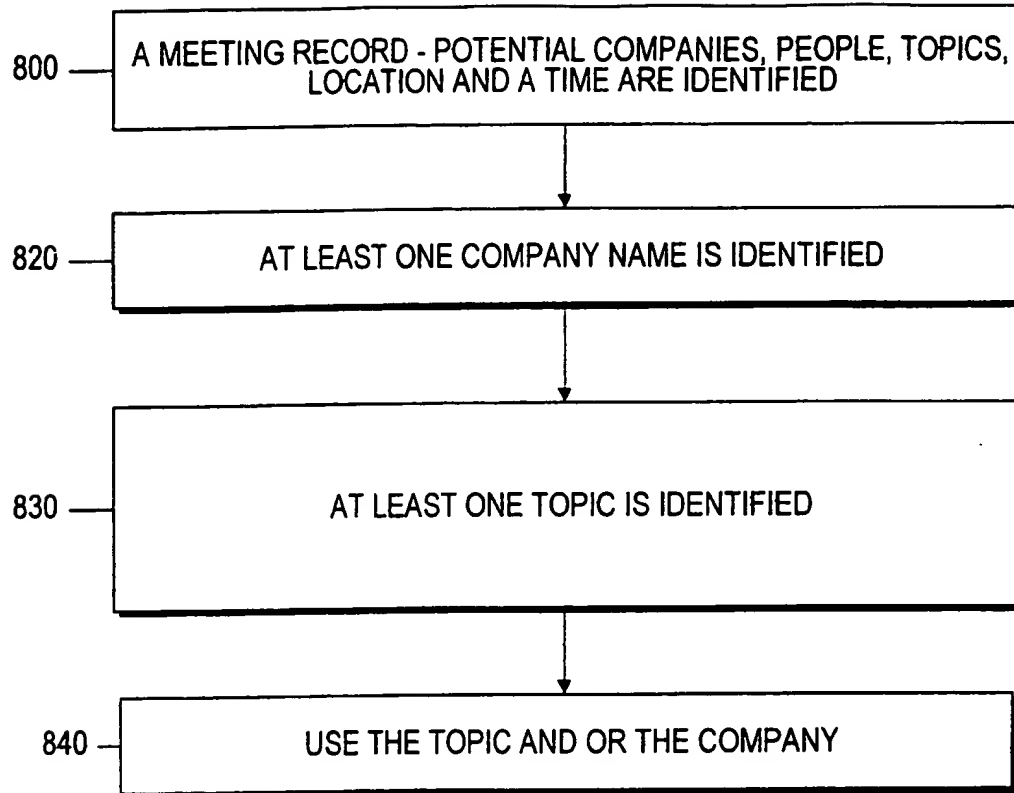 800
A MEETING RECORD - POTENTIAL COMPANIES, PEOPLE, TOPICS,
LOCATION AND A TIME ARE IDENTIFIED
820
AT LEAST ONE COMPANY NAME IS IDENTIFIED
830
AT LEAST ONE TOPIC IS IDENTIFIED
840
USE THE TOPIC AND OR THE COMPANY